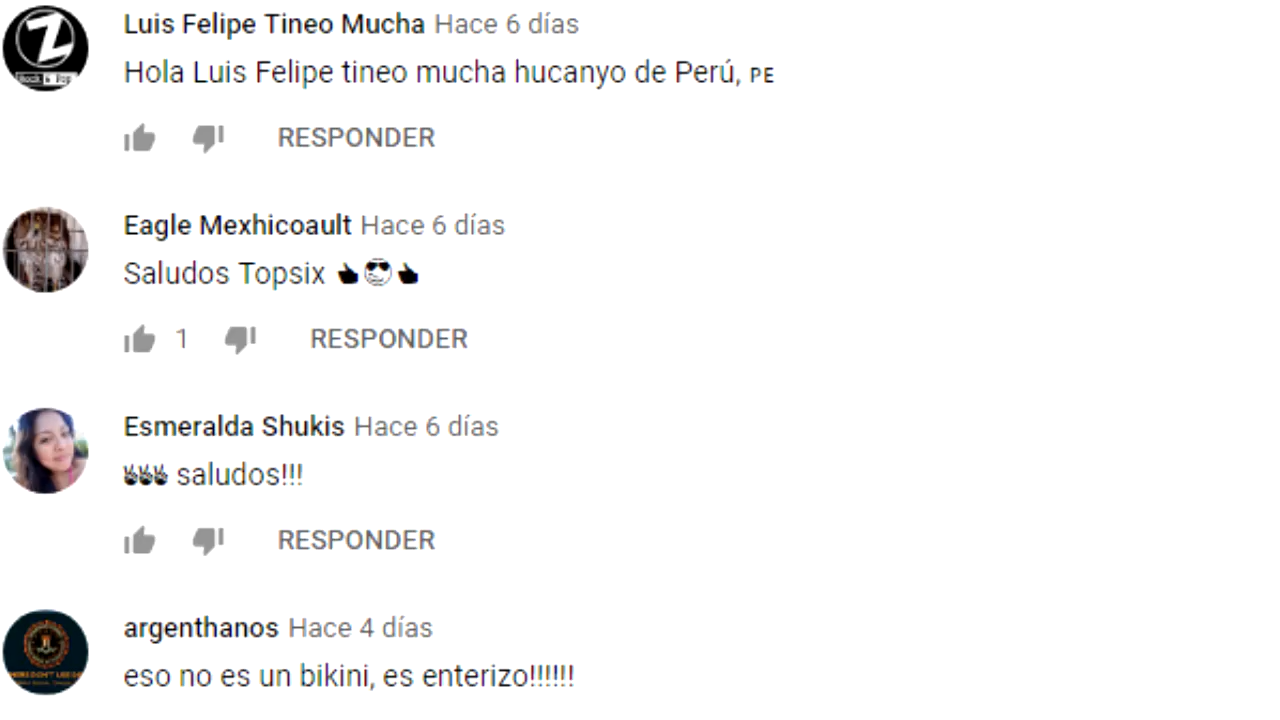 Luis Felipe Tineo Mucha Hace 6 días
Hola Luis Felipe tineo mucha hucanyo de Perú, PE
RESPONDER
Eagle Mexhicoault Hace 6 días
Saludos Topsix 👍😎👍
1 RESPONDER
Esmeralda Shukis Hace 6 días
✌✌✌ saludos!!!
RESPONDER
argenthanos Hace 4 días
eso no es un bikini, es enterizo!!!!!!